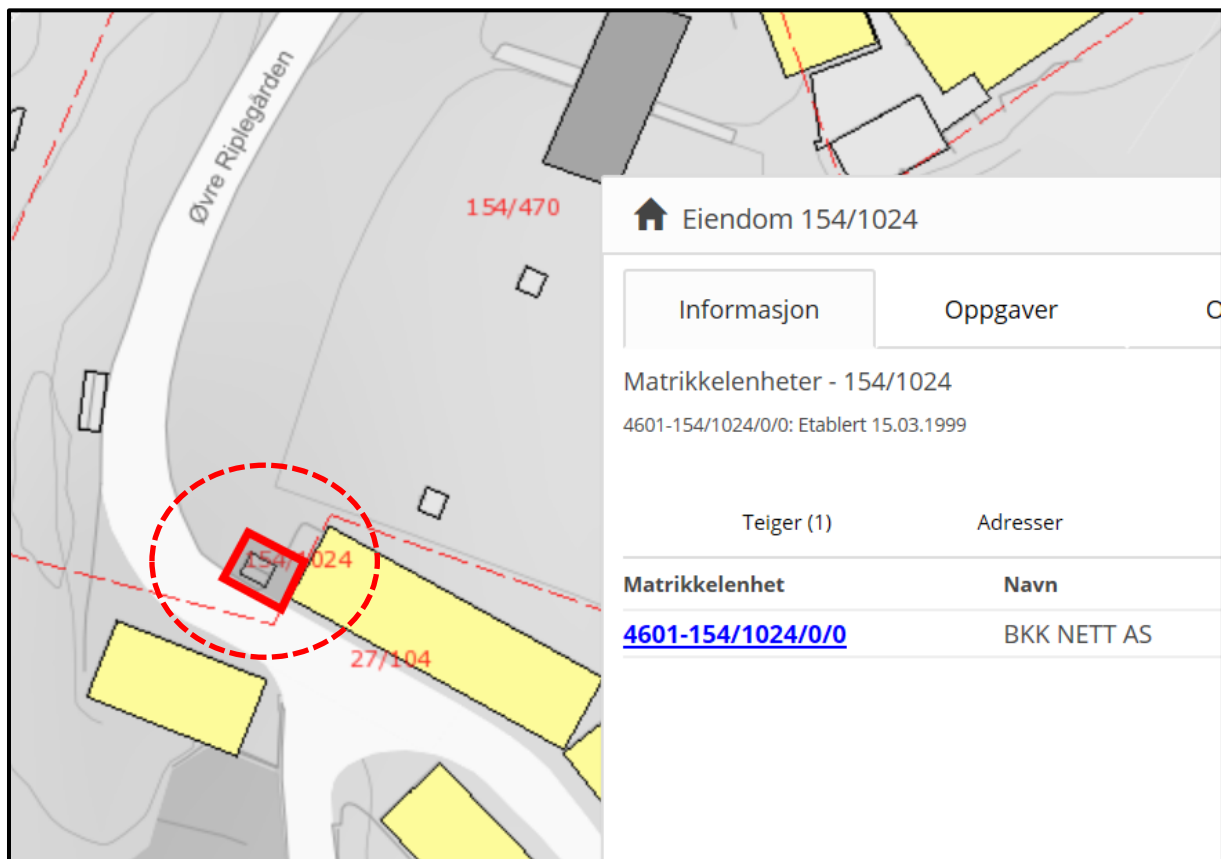 Øvre Riplegården
154/470
154/1024
27/104
Eiendom 154/1024
Informasjon
Oppgaver
O
Matrikkelenheter - 154/1024
4601-154/1024/0/0: Etablert 15.03.1999
Teiger (1)
Adresser
Matrikkelenhet
Navn
4601-154/1024/0/0
BKK NETT AS